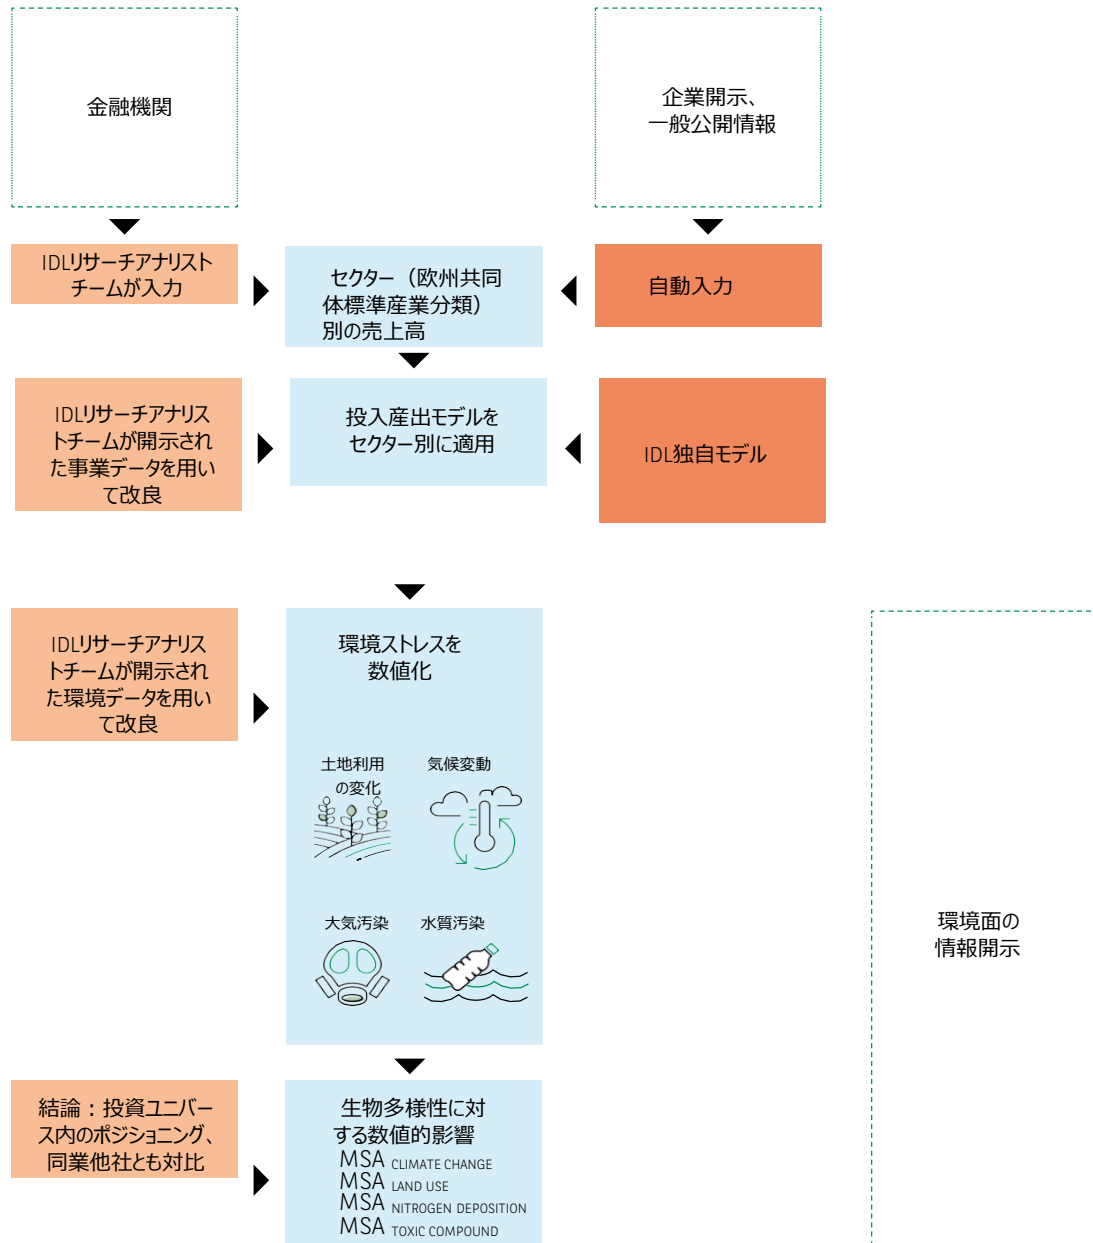 金融機関
企業開示、
一般公開情報
IDLリサーチアナリスト
チームが入力
セクター（欧州共同
体標準産業分類）
別の売上高
自動入力
IDLリサーチアナリス
トチームが開示され
た事業データを用い
て改良
投入産出モデルを
セクター別に適用
IDL独自モデル
IDLリサーチアナリス
トチームが開示され
た環境データを用い
て改良
環境ストレスを
数値化
土地利用
の変化
気候変動
大気汚染
水質汚染
環境面の
情報開示
結論：投資ユニバー
ス内のポジショニング、
同業他社とも対比
生物多様性に対
する数値的影響
MSA CLIMATE CHANGE
MSA LAND USE
MSA NITROGEN DEPOSITION
MSA TOXIC COMPOUND